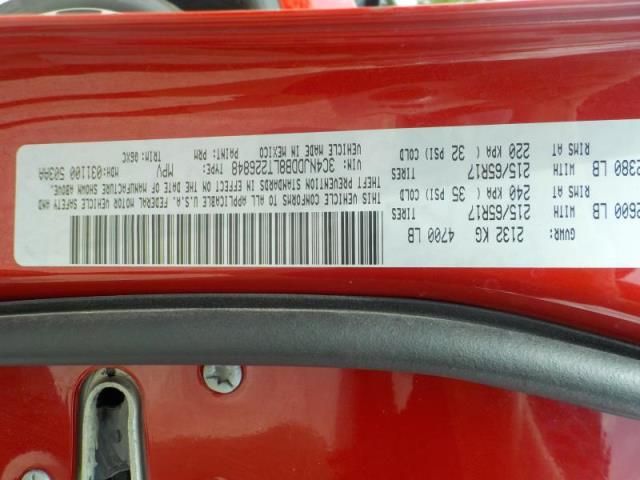 GVWR: 2132 KG 4700 LB
2600 LB WITH 215/65R17 TIRES
RIMS AT 240 KPA( 35 PSI) COLD
2380 LB WITH 215/65R17 TIRES
RIMS AT 220 KPA( 32 PSI) COLD
THIS VEHICLE CONFORMS TO ALL APPLICABLE U.S.A. FEDERAL MOTOR VEHICLE SAFETY AND
THEFT PREVENTION STANDARDS IN EFFECT ON THE DATE OF MANUFACTURE SHOWN ABOVE.
VIN: 3C4NJDDB8LT226848 TYPE: MPV MDH:031100 503AA
VEHICLE MADE IN MEXICO PAINT: PRM TRIM: G6XC